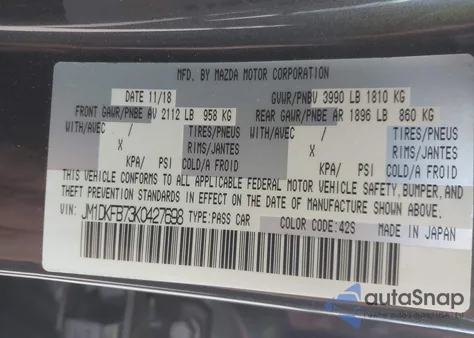 MFD. BY MAZDA MOTOR CORPORATION
DATE 11/18 GVWR/PNBV 3990 LB 1810 KG
FRONT GAWR/PNBE AV 2112 LB 958 KG REAR GAWR/PNBE AR 1896 LB 860 KG
WITH/AVEC / TIRES/PNEUS WITH/AVEC / TIRES/PNEUS
X RIMS/JANTES X RIMS/JANTES
KPA/ PSI COLD/A FROID KPA/ PSI COLD/A FROID
THIS VEHICLE CONFORMS TO ALL APPLICABLE FEDERAL MOTOR VEHICLE SAFETY, BUMPER, AND
THEFT PREVENTION STANDARDS IN EFFECT ON THE DATE OF MANUFACTURE SHOWN ABOVE.
VIN: JM1DKFB73K0427698 TYPE:PASS CAR COLOR CODE:42S MADE IN JAPAN
autoSnap